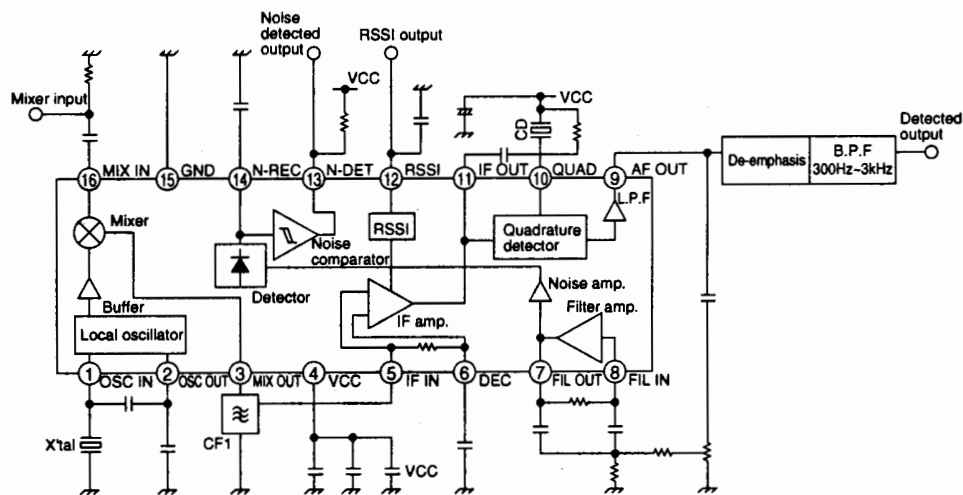 Noise
detected
output
RSSI output
VCC
Mixer input
CD
VCC
Detected
output
De-emphasis
B.P.F
300Hz~3kHz
16 MIX IN
15 GND
14 N-REC
13 N-DET
12 RSSI
11 IF OUT
10 QUAD
9 AF OUT
L.P.F
Mixer
RSSI
Quadrature
detector
Noise
comparator
Detector
Noise amp.
Filter amp.
Buffer
IF amp.
Local oscillator
1 OSC IN
2 OSC OUT
3 MIX OUT
4 VCC
5 IF IN
6 DEC
7 FIL OUT
8 FIL IN
X'tal
CF1
VCC